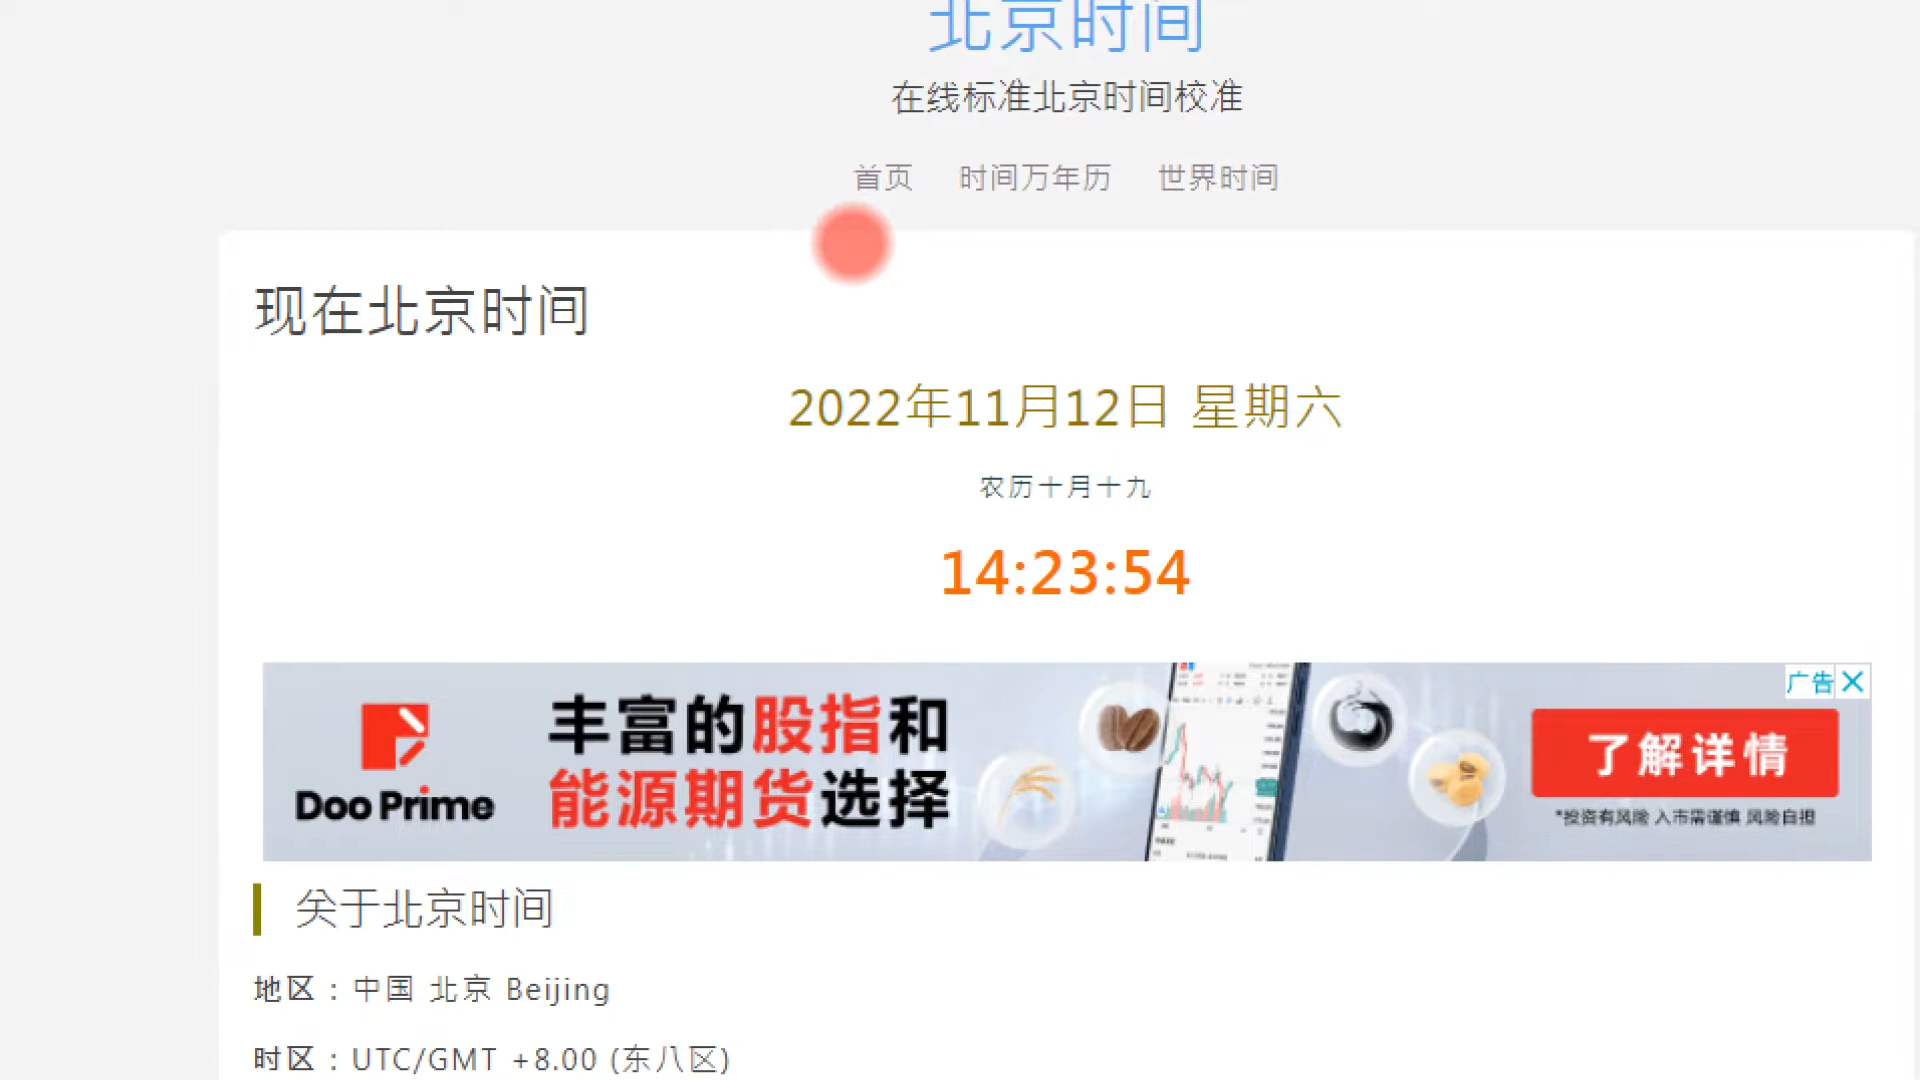 北京时间
在线标准北京时间校准
首页 时间万年历 世界时间
现在北京时间
2022年11月12日 星期六
农历十月十九
14:23:54
广告
Doo Prime
丰富的股指和
能源期货选择
了解详情
*投资有风险 入市需谨慎 风险自担
关于北京时间
地区：中国 北京 Beijing
时区：UTC/GMT +8.00 (东八区)